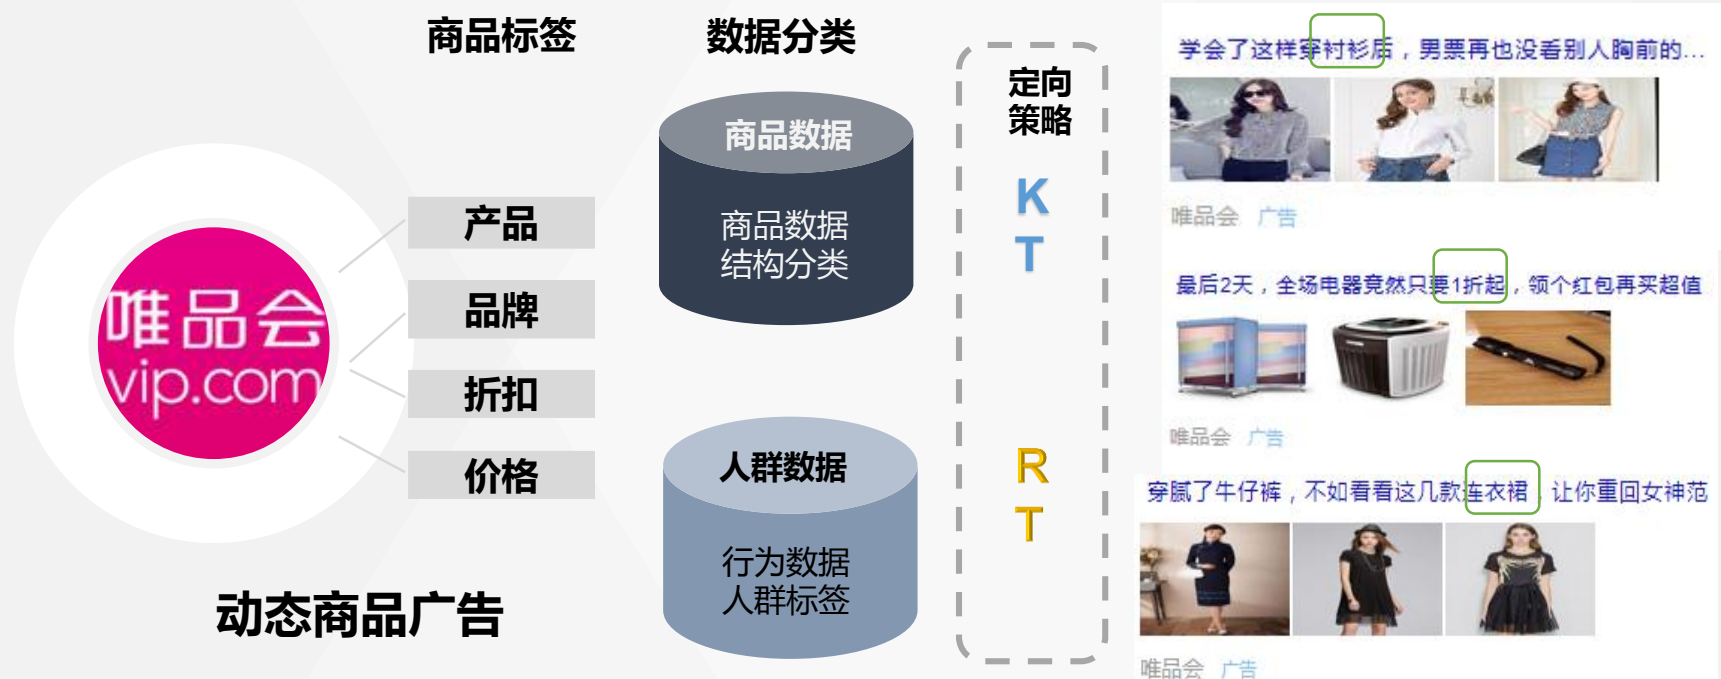 商品标签
数据分类
定向
策略
K
T
R
T
唯品会
vip.com
产品
品牌
折扣
价格
动态商品广告
商品数据
商品数据
结构分类
人群数据
行为数据
人群标签
学会了这样穿衬衫后，男票再也没看别人胸前的...
唯品会 广告
最后2天，全场电器竟然只要1折起，领个红包再买超值
唯品会 广告
穿腻了牛仔裤，不如看看这几款连衣裙，让你重回女神范
唯品会 广告